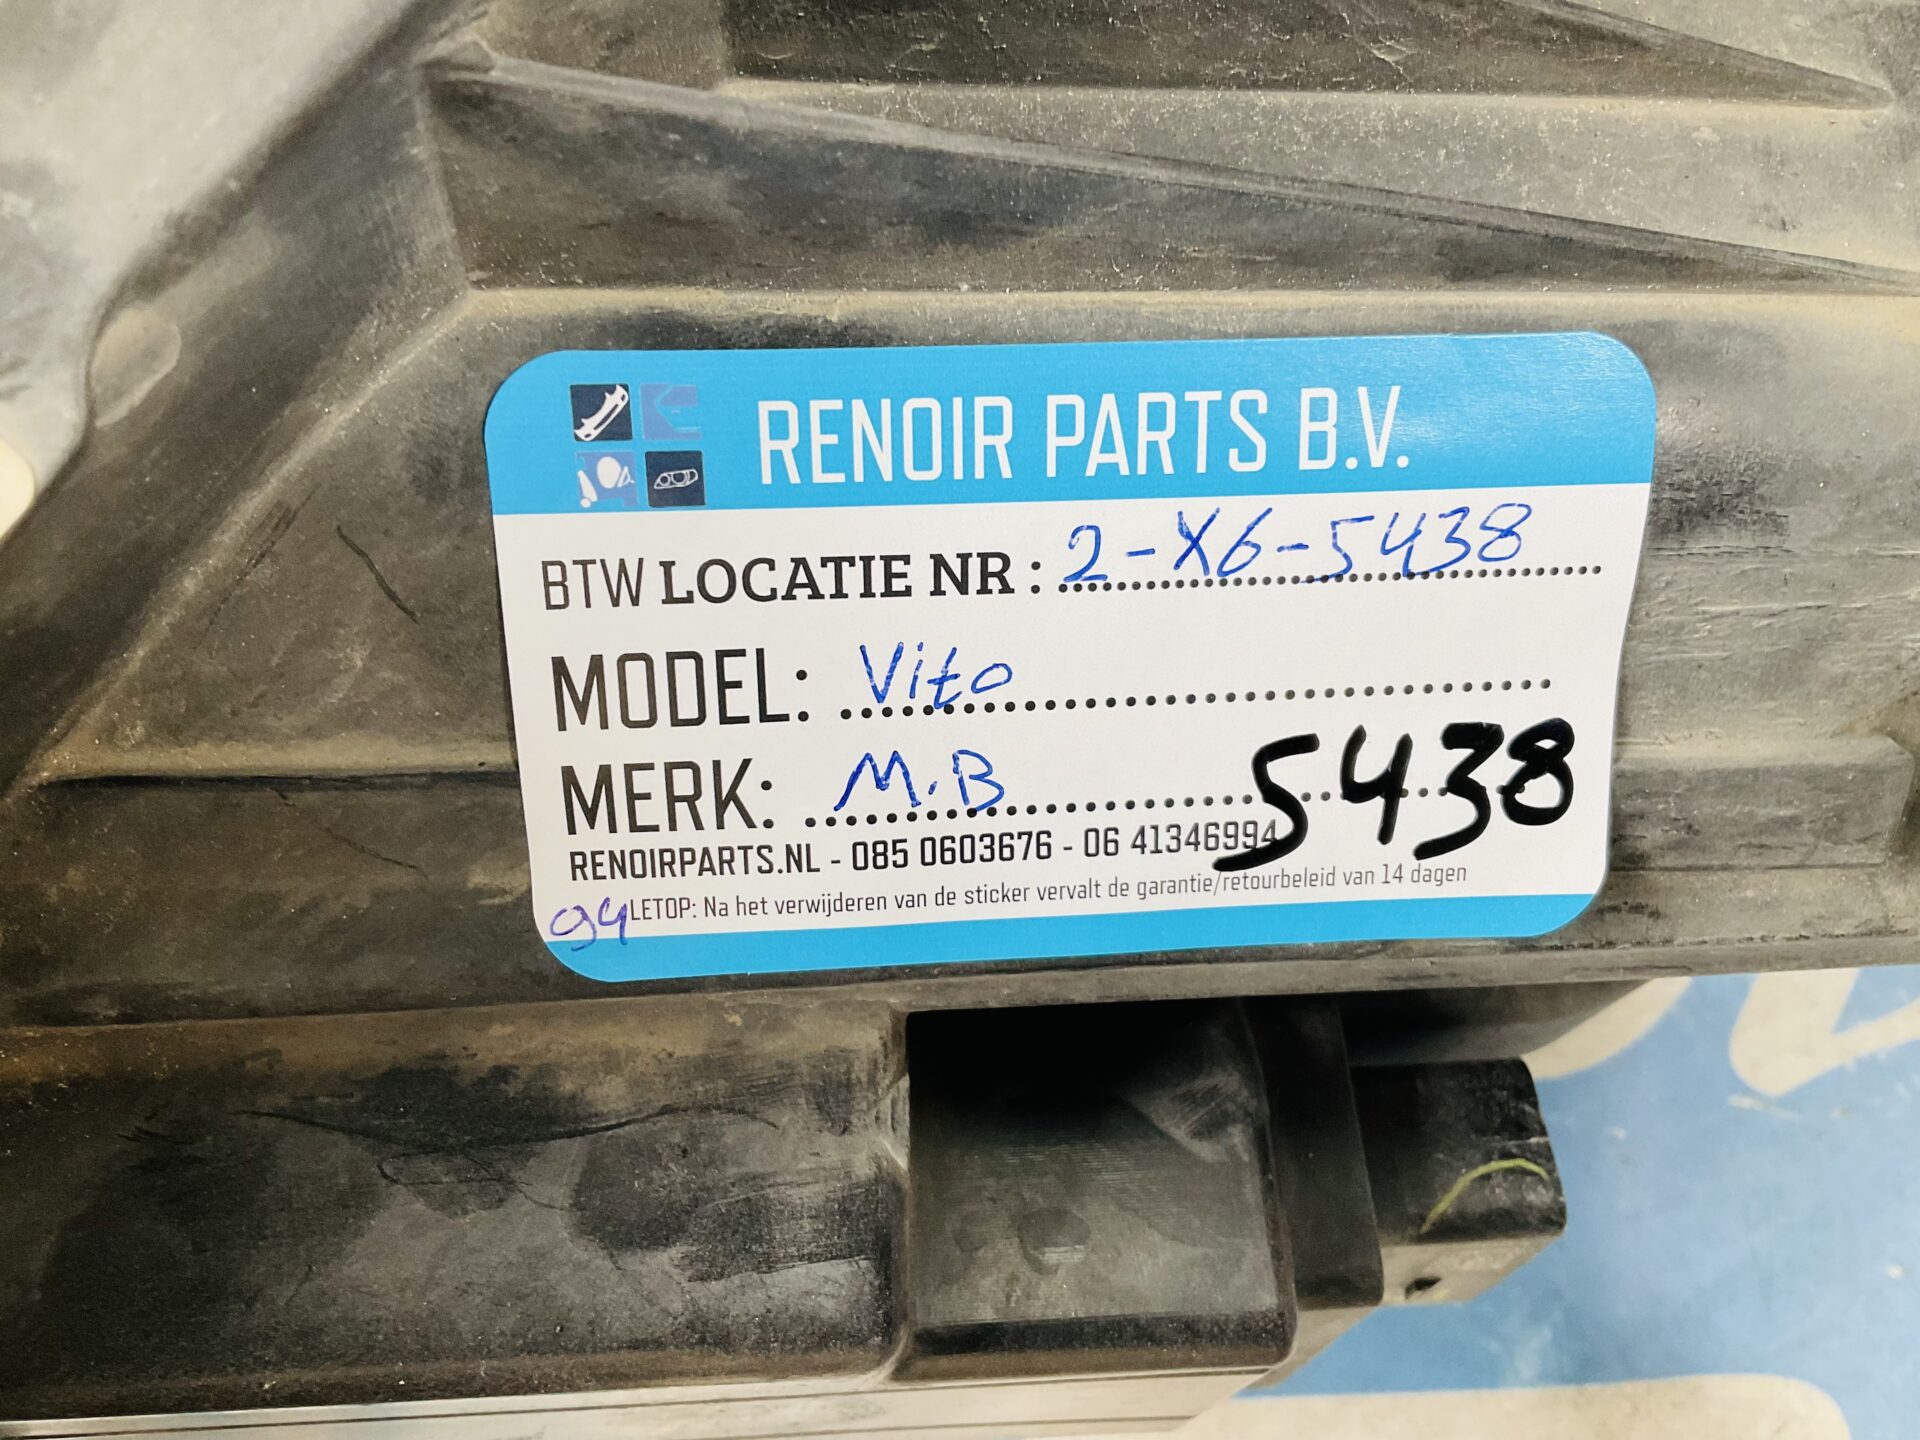 RENOIR PARTS B.V.
BTW LOCATIE NR : 2-X6-5438
MODEL: Vito
MERK: M.B
5438
RENOIRPARTS.NL - 085 0603676 - 06 41346994
94
LETOP: Na het verwijderen van de sticker vervalt de garantie/retourbeleid van 14 dagen